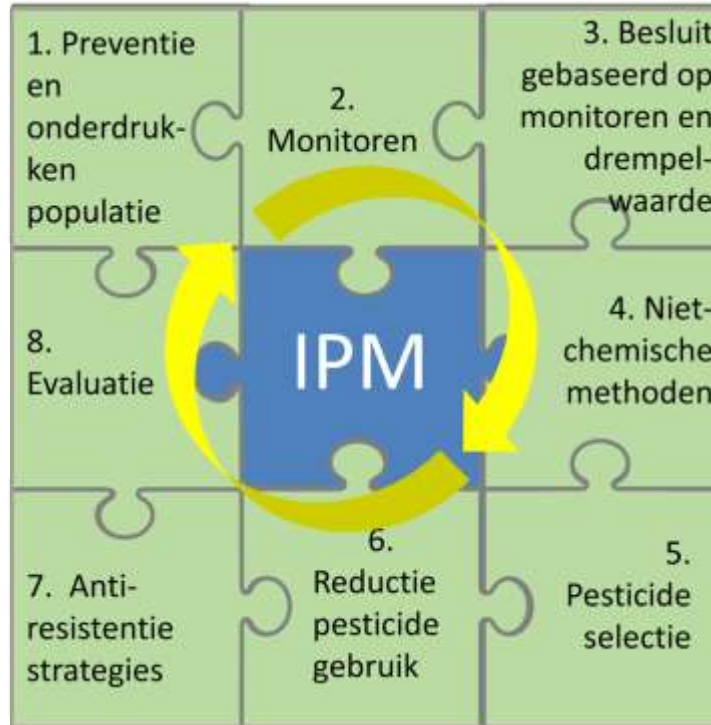 1. Preventie
en
onderdruk-
ken
populatie
2.
Monitoren
3. Besluit
gebaseerd op
monitoren en
drempel-
waarde
8.
Evaluatie
IPM
4. Niet-
chemische
methoden
7. Anti-
resistentie
strategies
6.
Reductie
pesticide
gebruik
5.
Pesticide
selectie